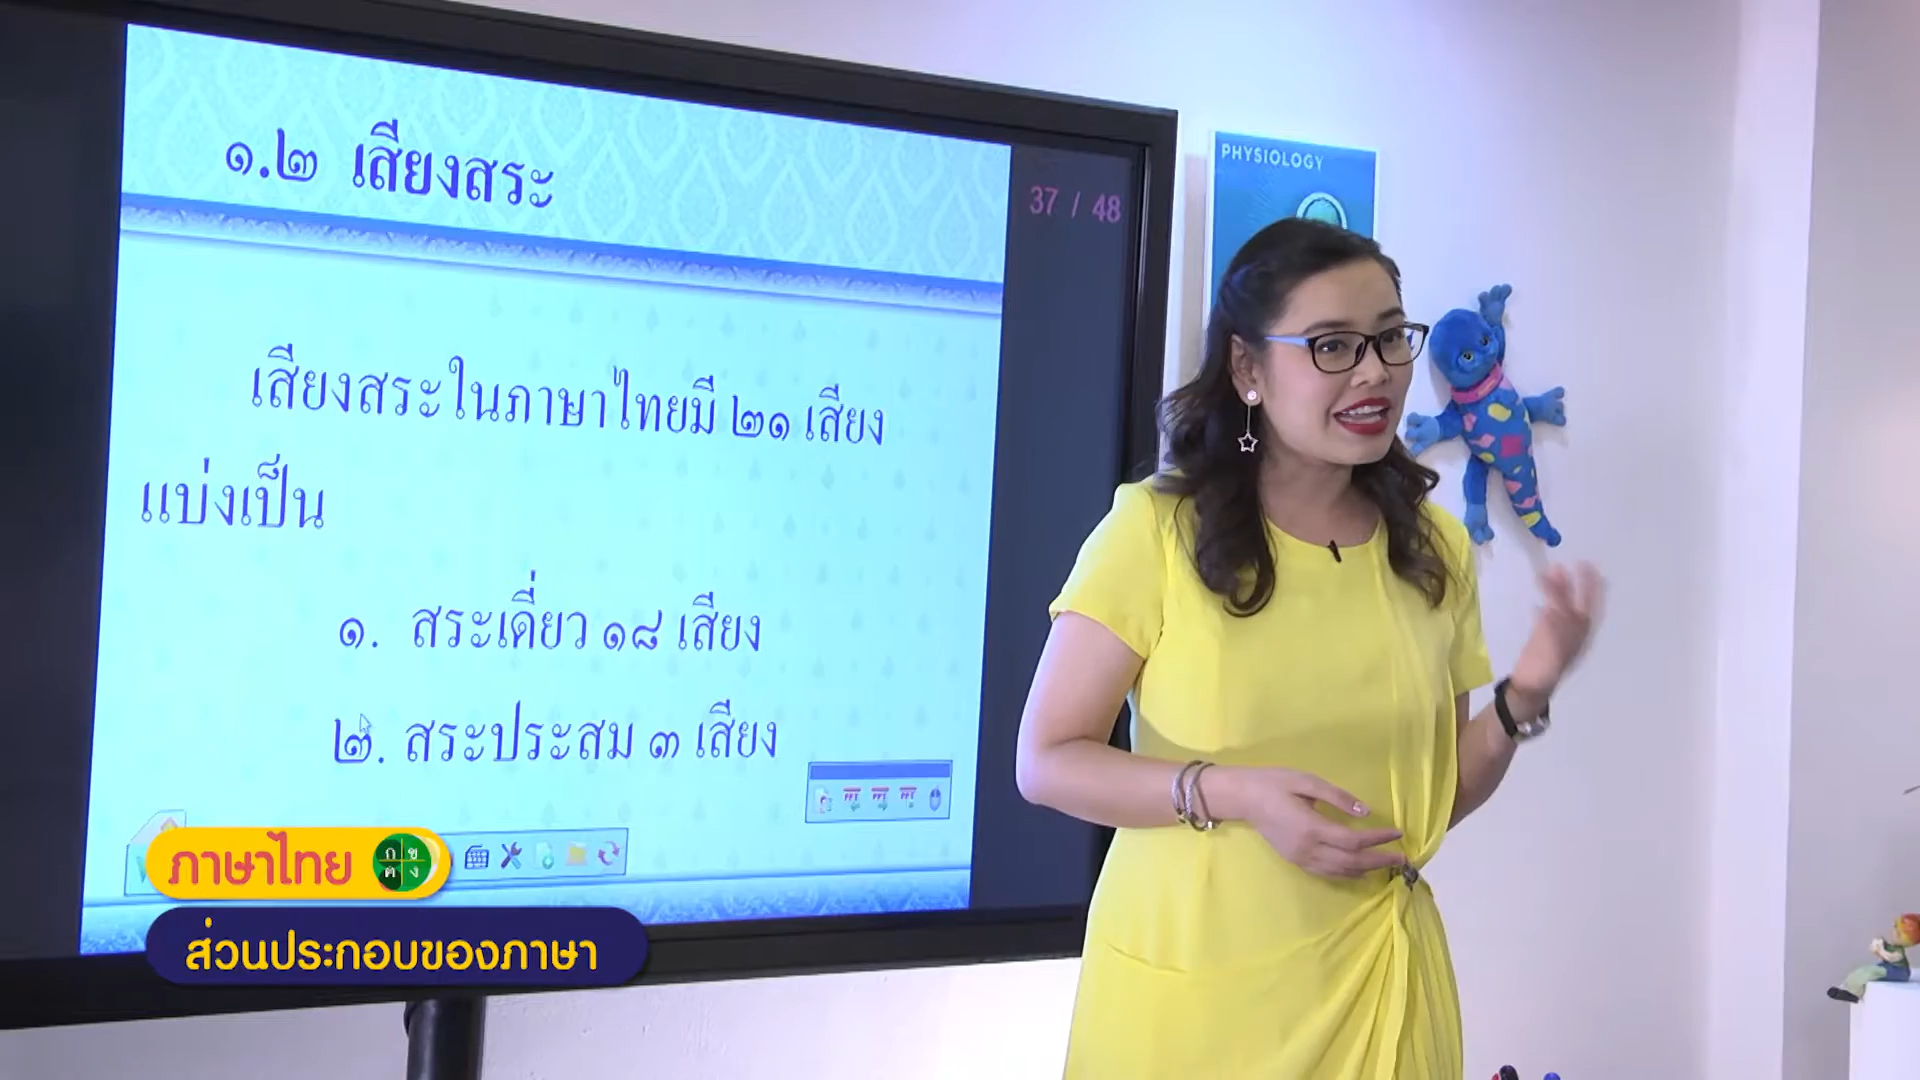 ๑.๒ เสียงสระ
37 / 48
PHYSIOLOGY
เสียงสระในภาษาไทยมี ๒๑ เสียง
แบ่งเป็น
๑. สระเดี่ยว ๑๘ เสียง
๒. สระประสม ๓ เสียง
ภาษาไทย
ก ข
ค ง
ส่วนประกอบของภาษา